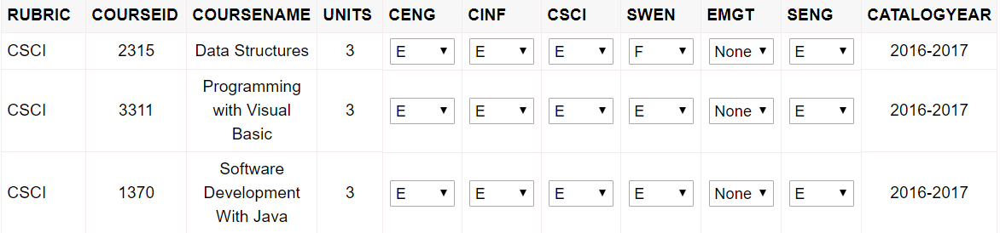 RUBRIC COURSEID COURSENAME UNITS CENG CINF CSCI SWEN EMGT SENG CATALOGYEAR
CSCI 2315 Data Structures 3 E E E F None E 2016-2017
Programming
CSCI 3311 with Visual 3 E E E E None E 2016-2017
Basic
Software
CSCI 1370 Development 3 E E E E None E 2016-2017
With Java